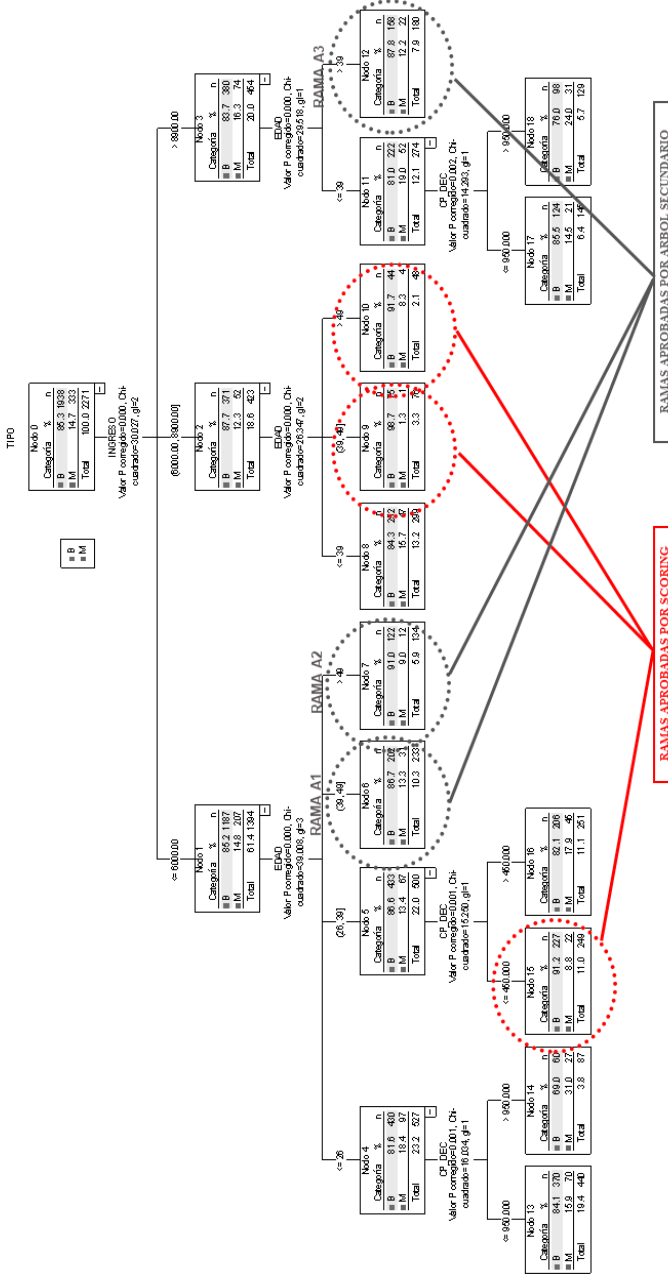 TIPO
B
M
Nodo 0
Categoría % n
B 85.3 1938
M 14.7 333
Total 100.0 2271
INGRESO
Valor P corregido=0.000, Chi-
cuadrado=30.027, gl=2
<= 6000.00
(6000.00, 8900.00]
> 8900.00
Nodo 1
Categoría % n
B 85.2 1187
M 14.8 207
Total 61.4 1394
EDAD
Valor P corregido=0.000, Chi-
cuadrado=39.008, gl=3
Nodo 2
Categoría % n
B 87.7 371
M 12.3 52
Total 18.6 423
EDAD
Valor P corregido=0.000, Chi-
cuadrado=26.347, gl=2
Nodo 3
Categoría % n
B 83.7 380
M 16.3 74
Total 20.0 454
EDAD
Valor P corregido=0.000, Chi-
cuadrado=29.518, gl=1
RAMA A1
RAMA A2
RAMA A3
<= 26
(26, 39]
(39, 49]
> 49
<= 39
(39, 49]
> 49
<= 39
> 39
Nodo 4
Categoría % n
B 81.6 430
M 18.4 97
Total 23.2 527
CP_DEC
Valor P corregido=0.001, Chi-
cuadrado=16.034, gl=1
Nodo 5
Categoría % n
B 86.6 433
M 13.4 67
Total 22.0 500
CP_DEC
Valor P corregido=0.001, Chi-
cuadrado=15.250, gl=1
Nodo 6
Categoría % n
B 86.7 202
M 13.3 31
Total 10.3 233
Nodo 7
Categoría % n
B 91.0 122
M 9.0 12
Total 5.9 134
Nodo 8
Categoría % n
B 84.3 252
M 15.7 47
Total 13.2 299
Nodo 9
Categoría % n
B 98.7 75
M 1.3 1
Total 3.3 76
Nodo 10
Categoría % n
B 91.7 44
M 8.3 4
Total 2.1 48
Nodo 11
Categoría % n
B 81.0 222
M 19.0 52
Total 12.1 274
CP_DEC
Valor P corregido=0.002, Chi-
cuadrado=14.293, gl=1
Nodo 12
Categoría % n
B 87.8 158
M 12.2 22
Total 7.9 180
<= 950.000
> 950.000
<= 450.000
> 450.000
<= 950.000
> 950.000
Nodo 13
Categoría % n
B 84.1 370
M 15.9 70
Total 19.4 440
Nodo 14
Categoría % n
B 69.0 60
M 31.0 27
Total 3.8 87
Nodo 15
Categoría % n
B 91.2 227
M 8.8 22
Total 11.0 249
Nodo 16
Categoría % n
B 82.1 206
M 17.9 45
Total 11.1 251
Nodo 17
Categoría % n
B 85.5 124
M 14.5 21
Total 6.4 145
Nodo 18
Categoría % n
B 76.0 98
M 24.0 31
Total 5.7 129
RAMAS APROBADAS POR SCORING
RAMAS APROBADAS POR ARBOL SECUNDARIO